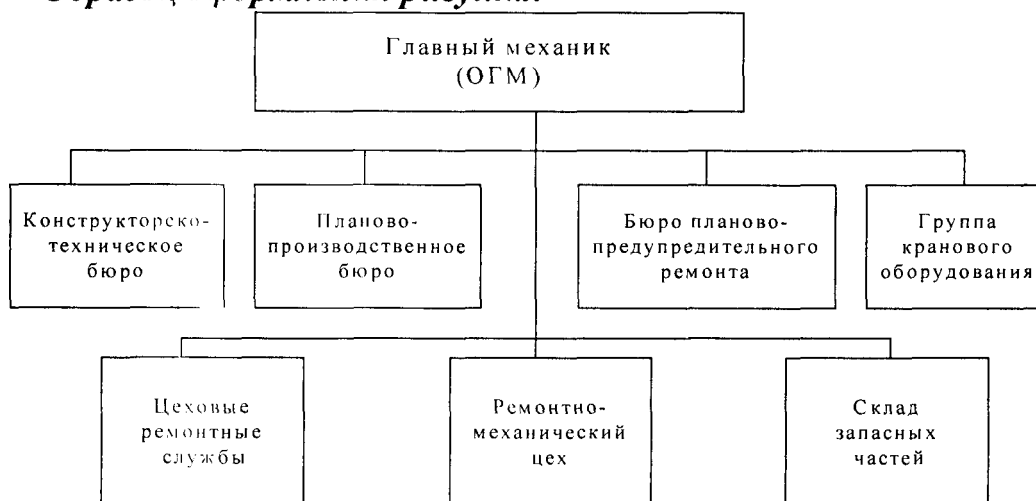 Главный механик
(ОГМ)
Конструкторско-
техническое
бюро
Планово-
производственное
бюро
Бюро планово-
предупредительного
ремонта
Группа
кранового
оборудования
Цеховые
ремонтные
службы
Ремонтно-
механический
цех
Склад
запасных
частей